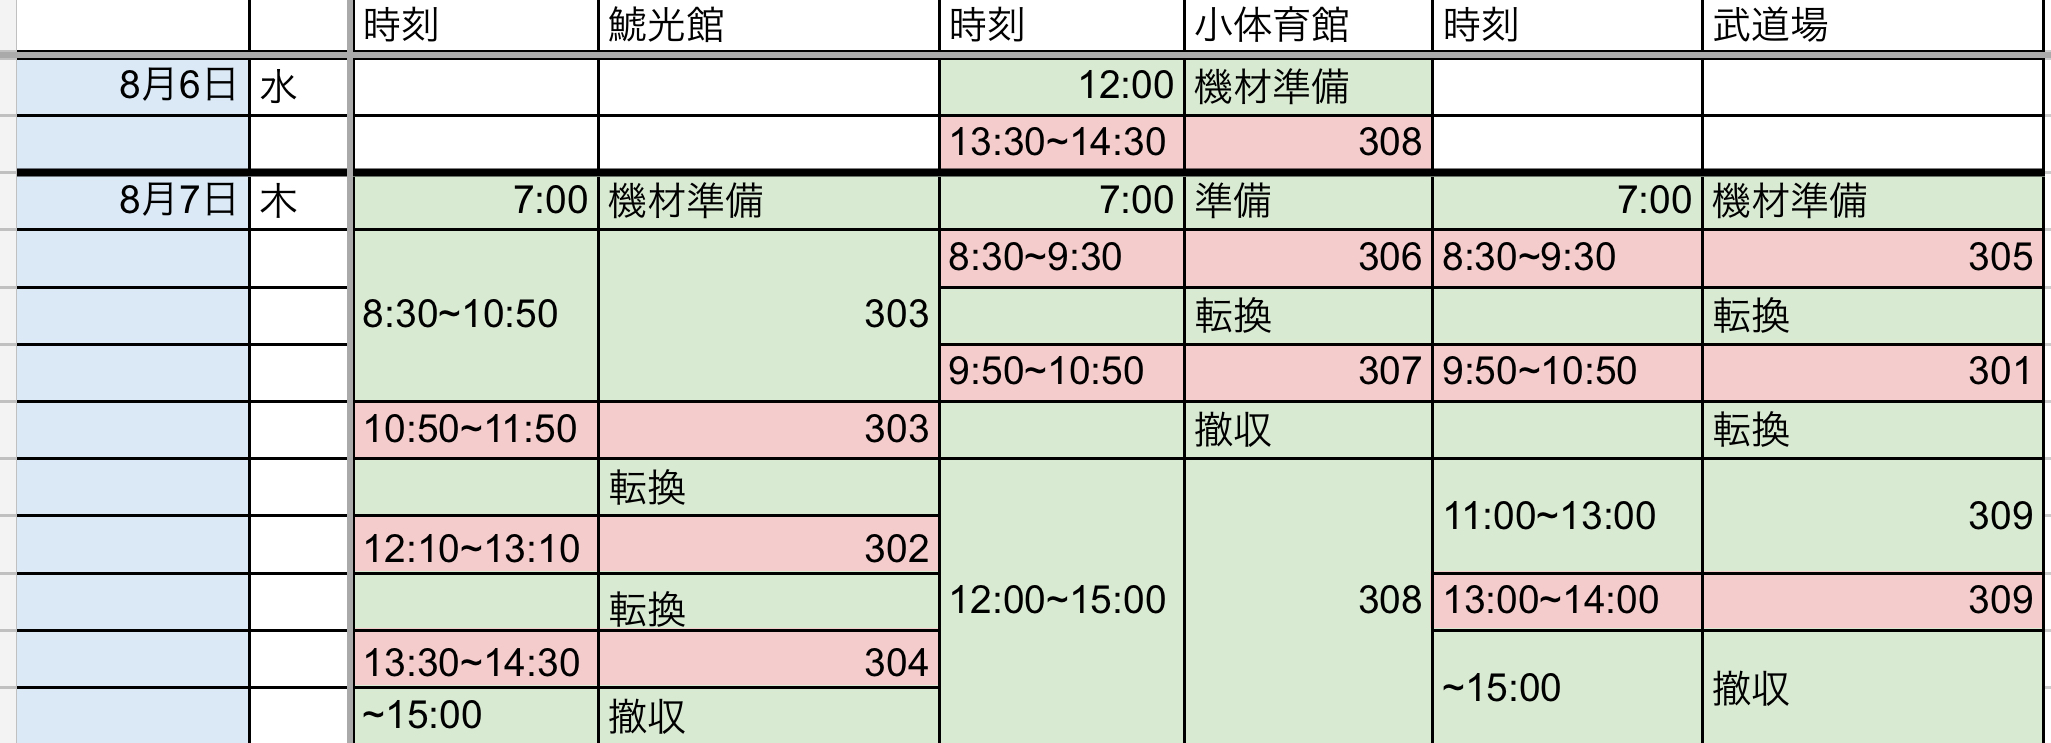 時刻 鯱光館 時刻 小体育館 時刻 武道場
8月6日 水 12:00 機材準備
13:30~14:30 308
8月7日 木 7:00 機材準備 7:00 準備 7:00 機材準備
8:30~9:30 306 8:30~9:30 305
8:30~10:50 303 転換 転換
9:50~10:50 307 9:50~10:50 301
10:50~11:50 303 撤収 転換
転換
11:00~13:00 309
12:10~13:10 302
転換 12:00~15:00 308 13:00~14:00 309
13:30~14:30 304
~15:00 撤収
~15:00 撤収